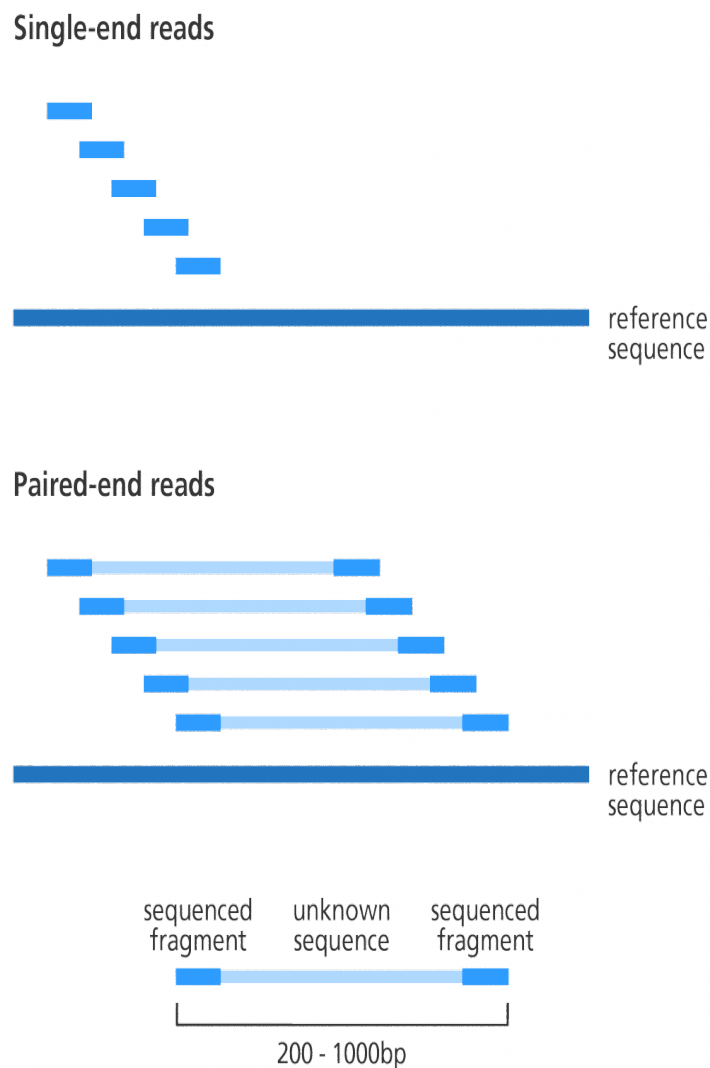 Single-end reads
reference
sequence
Paired-end reads
reference
sequence
sequenced unknown sequenced
fragment sequence fragment
200 - 1000bp